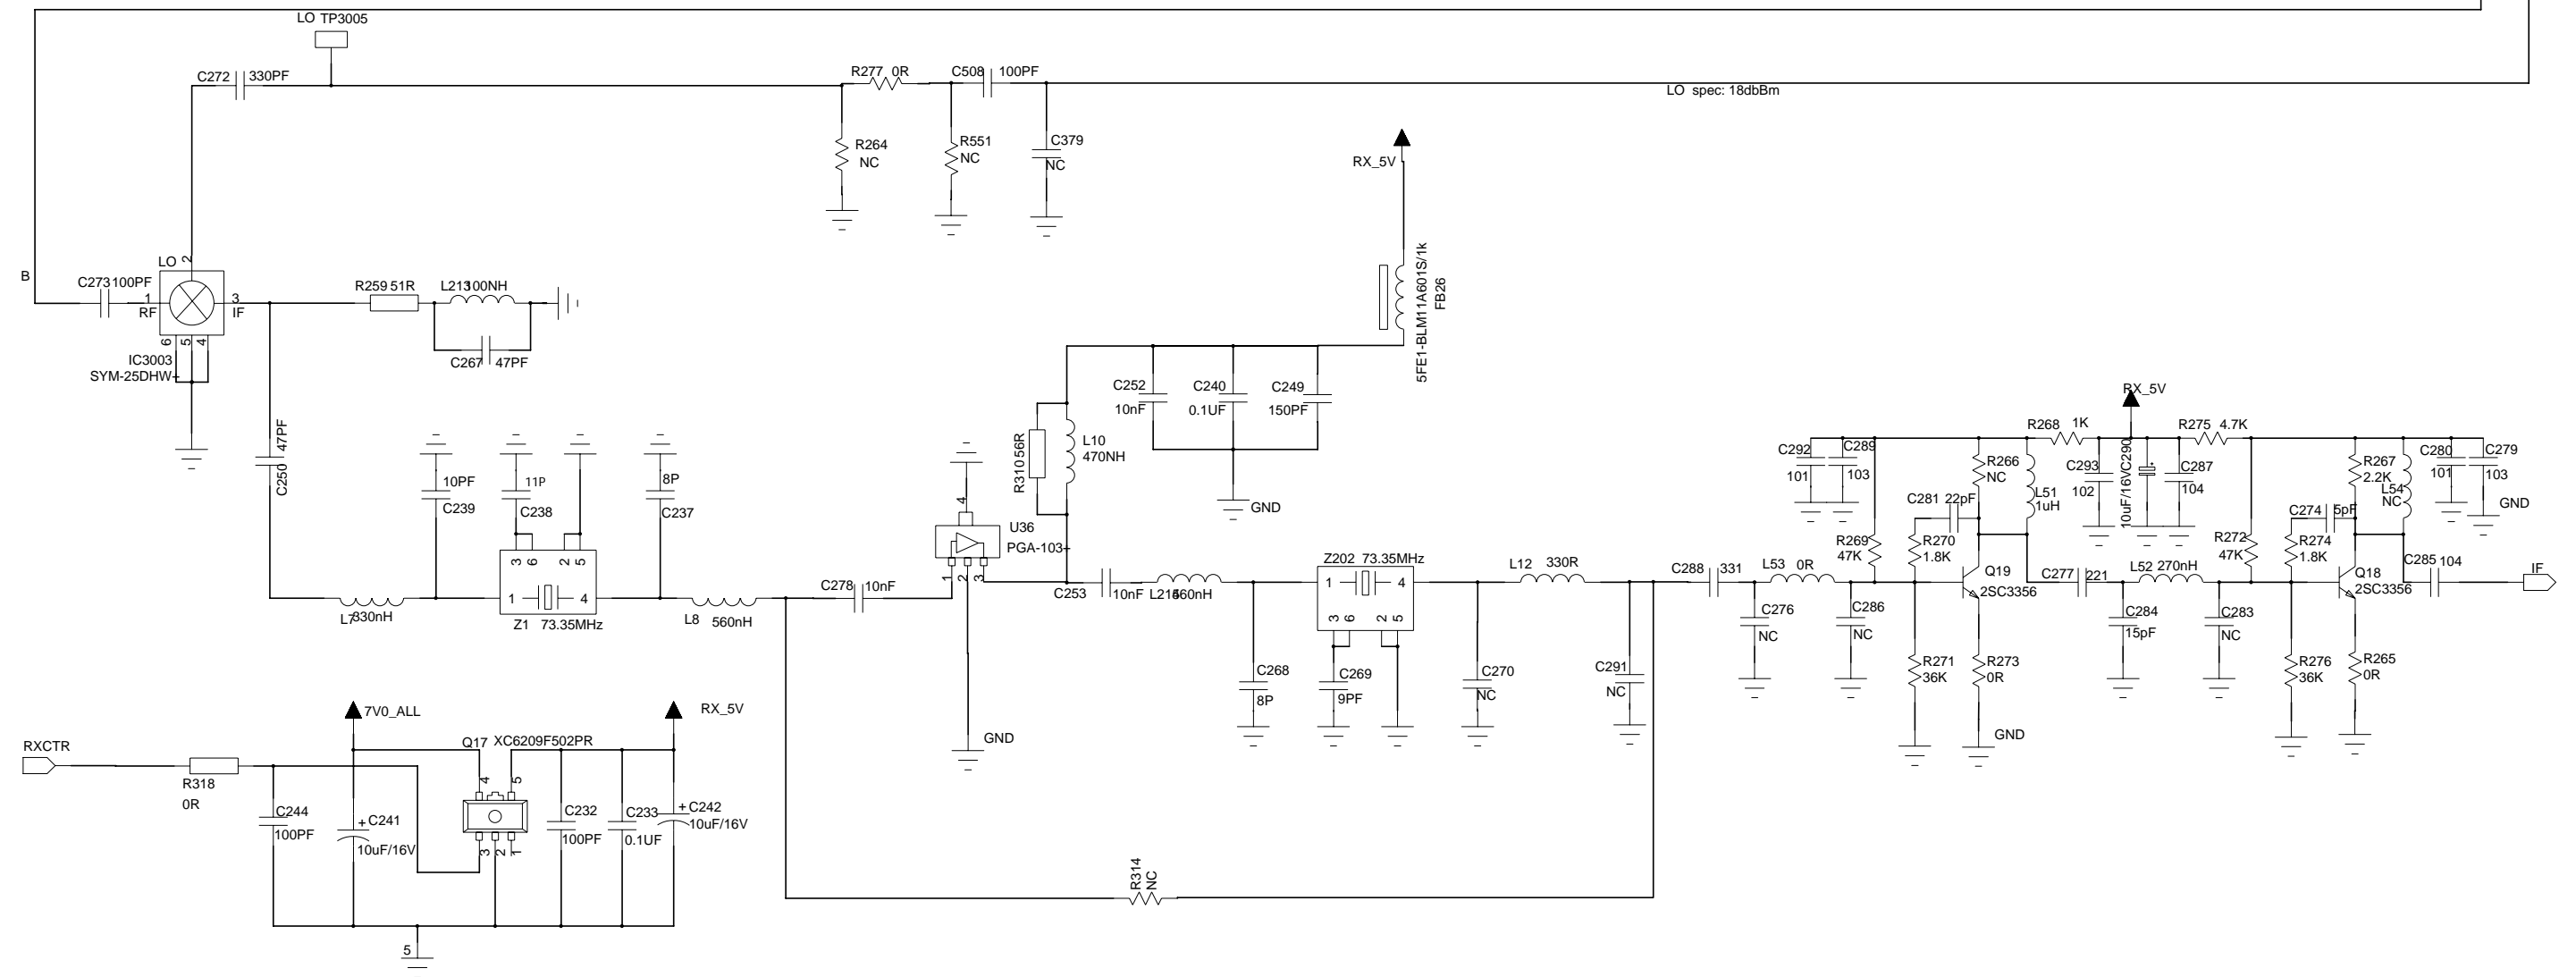 LO TP3005
C272 330PF
R277 0R
C508 100PF
LO spec: 18dbBm
R264
NC
R551
NC
C379
NC
RX_5V
5FE1-BLM11A601S/1k
FB26
B
C273 100PF
LO
2
1
RF
3
IF
6
5
4
IC3003
SYM-25DHW+
R259 51R
C267 47PF
C250 47PF
10PF
C239
11P
C238
8P
C237
3
6
2
5
1
4
Z1 73.35MHz
L7
L8 560nH
C278 10nF
R310 56R
L10
470NH
C252
10nF
C240
0.1UF
C249
150PF
GND
4
U36
PGA-103+
1
2
3
C253
10nF
GND
Z202 73.35MHz
1
4
3
6
2
5
C268
8P
C269
9PF
C270
NC
L12 330R
C291
NC
C288 331
L53 0R
C276
NC
C286
NC
C292
101
C289
103
R269
47K
R270
1.8K
C281 22pF
R266
NC
L51
1uH
R268 1K
RX_5V
C293
102
10uF/16V C290
C287
104
R275 4.7K
Q19
2SC3356
R271
36K
R273
0R
GND
C277 221
L52 270nH
C284
15pF
C283
NC
R272
47K
R274
1.8K
C274 5pF
R267
2.2K
L54
NC
C280
101
C279
103
GND
C285 104
IF
Q18
2SC3356
R276
36K
R265
0R
RXCTR
R318
0R
7V0_ALL
C244
100PF
C241
+
10uF/16V
Q17 XC6209F502PR
4
5
3
2
1
C232
100PF
C233
0.1UF
RX_5V
+
C242
10uF/16V
5
R314
NC